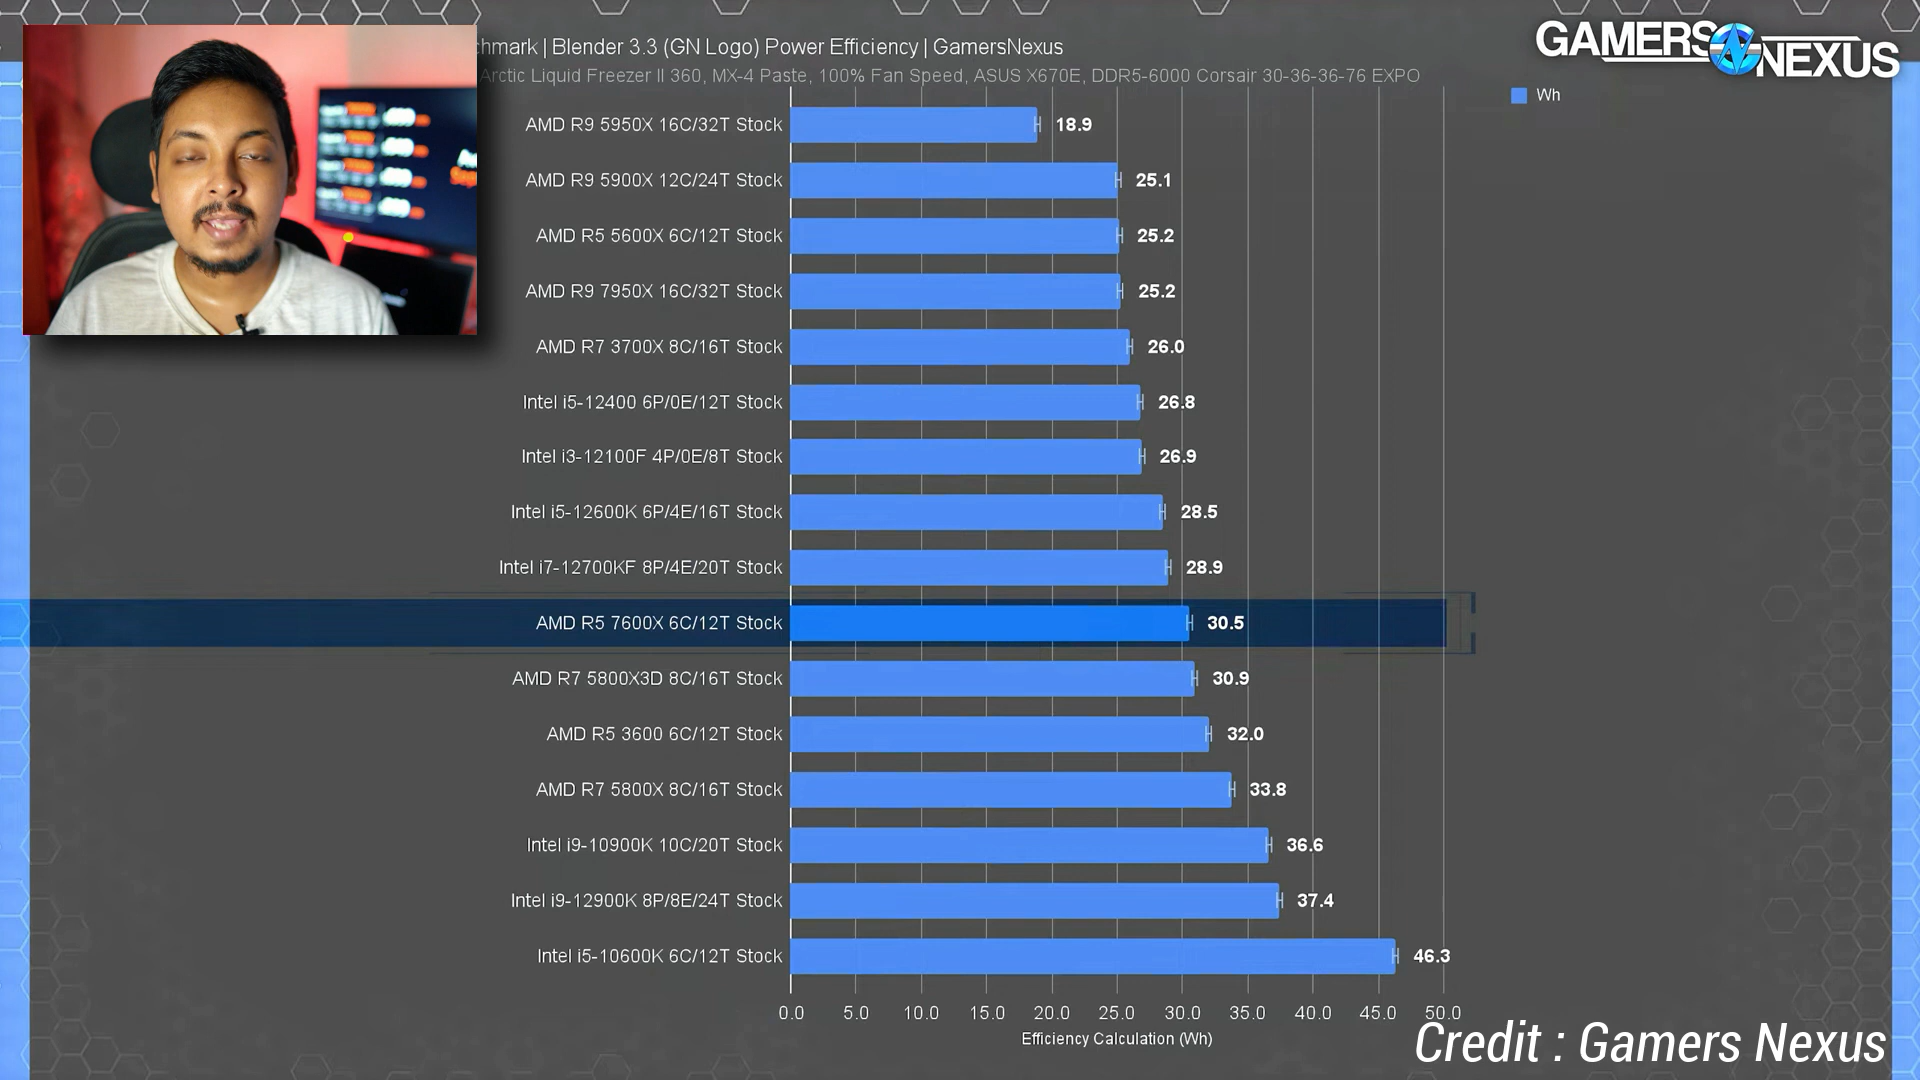 chmark | Blender 3.3 (GN Logo) Power Efficiency | GamersNexus
GAMERS NEXUS
Arctic Liquid Freezer II 360, MX-4 Paste, 100% Fan Speed, ASUS X670E, DDR5-6000 Corsair 30-36-36-76 EXPO
Wh
AMD R9 5950X 16C/32T Stock 18.9
AMD R9 5900X 12C/24T Stock 25.1
AMD R5 5600X 6C/12T Stock 25.2
AMD R9 7950X 16C/32T Stock 25.2
AMD R7 3700X 8C/16T Stock 26.0
Intel i5-12400 6P/0E/12T Stock 26.8
Intel i3-12100F 4P/0E/8T Stock 26.9
Intel i5-12600K 6P/4E/16T Stock 28.5
Intel i7-12700KF 8P/4E/20T Stock 28.9
AMD R5 7600X 6C/12T Stock 30.5
AMD R7 5800X3D 8C/16T Stock 30.9
AMD R5 3600 6C/12T Stock 32.0
AMD R7 5800X 8C/16T Stock 33.8
Intel i9-10900K 10C/20T Stock 36.6
Intel i9-12900K 8P/8E/24T Stock 37.4
Intel i5-10600K 6C/12T Stock 46.3
0.0 5.0 10.0 15.0 20.0 25.0 30.0 35.0 40.0 45.0 50.0
Efficiency Calculation (Wh)
Credit : Gamers Nexus